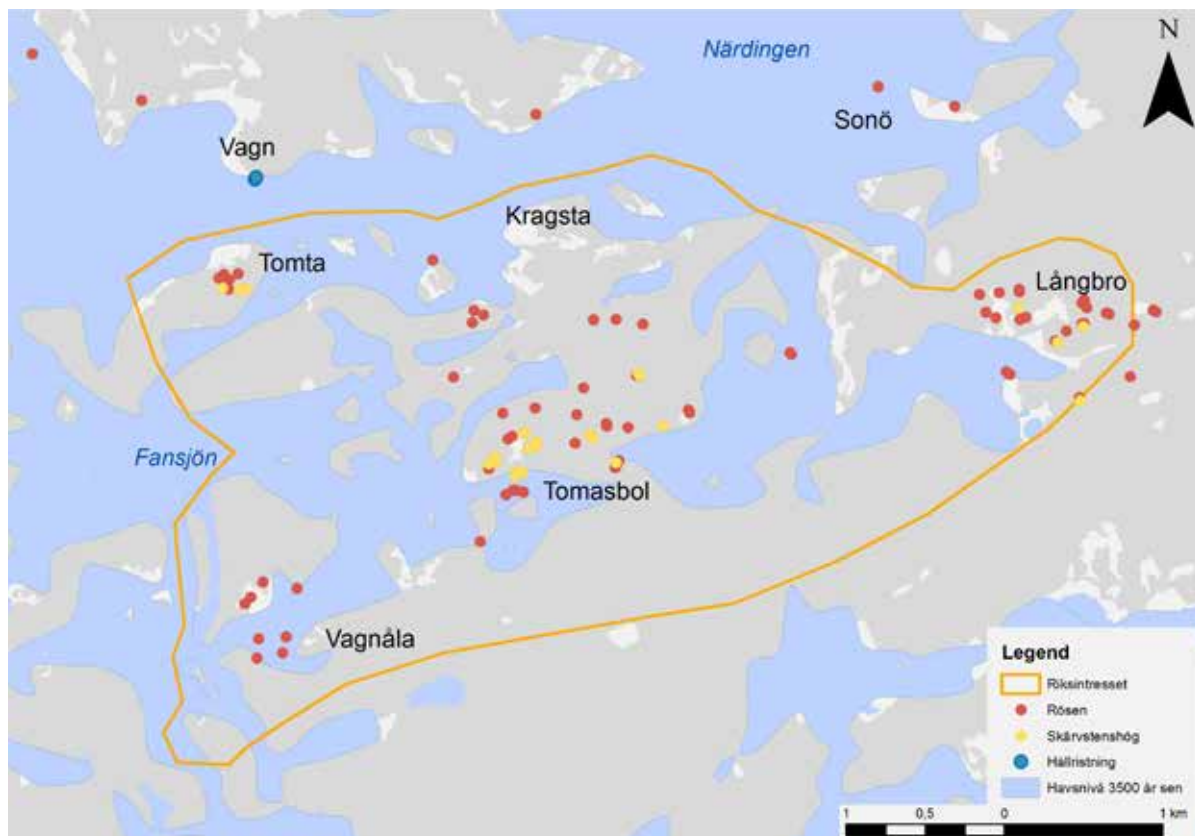 Närdingen
N
Sonö
Vagn
Kragsta
Tomta
Långbro
Fansjön
Tomasbol
Vagnåla
Legend
Riksintresset
Rösen
Skärvstenshög
Hällristning
Havsnivå 3500 år sen
1 0,5 0 1 km